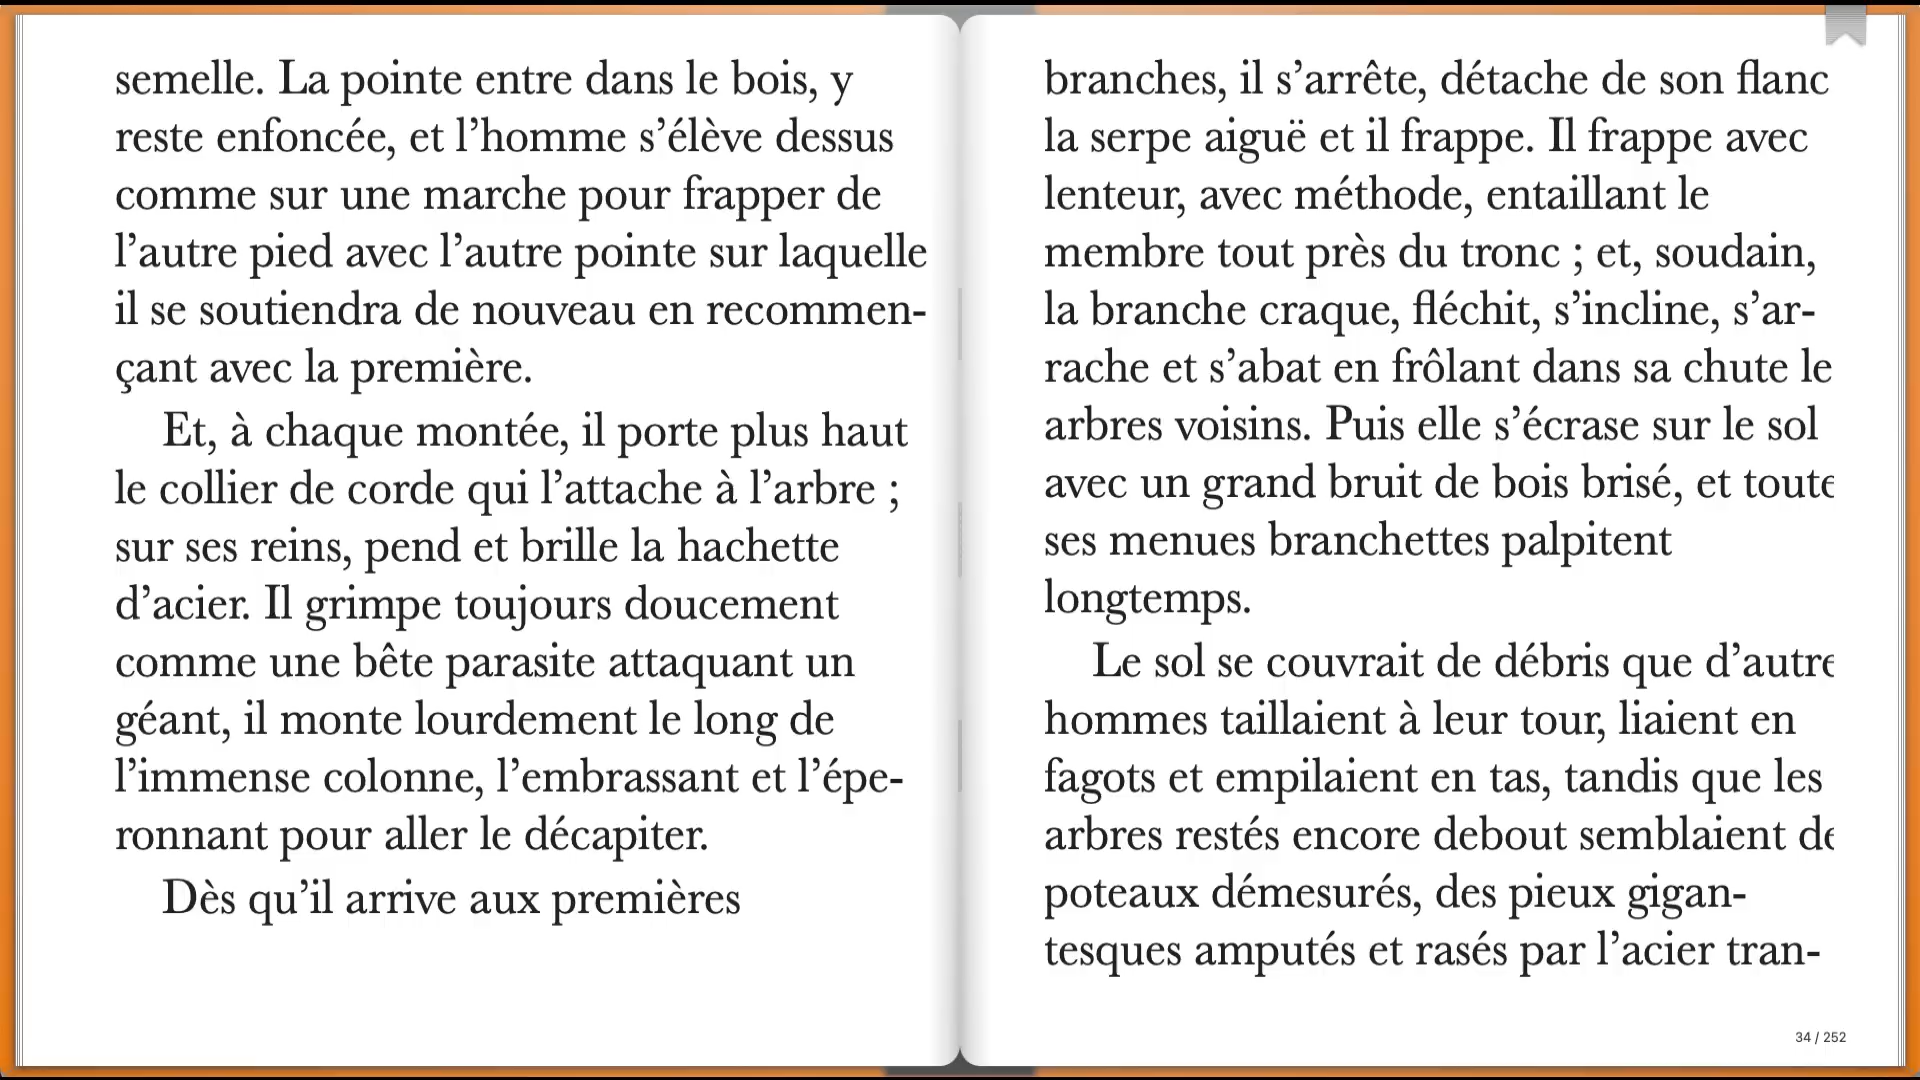 semelle. La pointe entre dans le bois, y
reste enfoncée, et l’homme s’élève dessus
comme sur une marche pour frapper de
l’autre pied avec l’autre pointe sur laquelle
il se soutiendra de nouveau en recommen-
çant avec la première.
Et, à chaque montée, il porte plus haut
le collier de corde qui l’attache à l’arbre ;
sur ses reins, pend et brille la hachette
d’acier. Il grimpe toujours doucement
comme une bête parasite attaquant un
géant, il monte lourdement le long de
l’immense colonne, l’embrassant et l’épe-
ronnant pour aller le décapiter.
Dès qu’il arrive aux premières
branches, il s’arrête, détache de son flanc
la serpe aiguë et il frappe. Il frappe avec
lenteur, avec méthode, entaillant le
membre tout près du tronc ; et, soudain,
la branche craque, fléchit, s’incline, s’ar-
rache et s’abat en frôlant dans sa chute le
arbres voisins. Puis elle s’écrase sur le sol
avec un grand bruit de bois brisé, et toute
ses menues branchettes palpitent
longtemps.
Le sol se couvrait de débris que d’autre
hommes taillaient à leur tour, liaient en
fagots et empilaient en tas, tandis que les
arbres restés encore debout semblaient de
poteaux démesurés, des pieux gigan-
tesques amputés et rasés par l’acier tran-
34 / 252